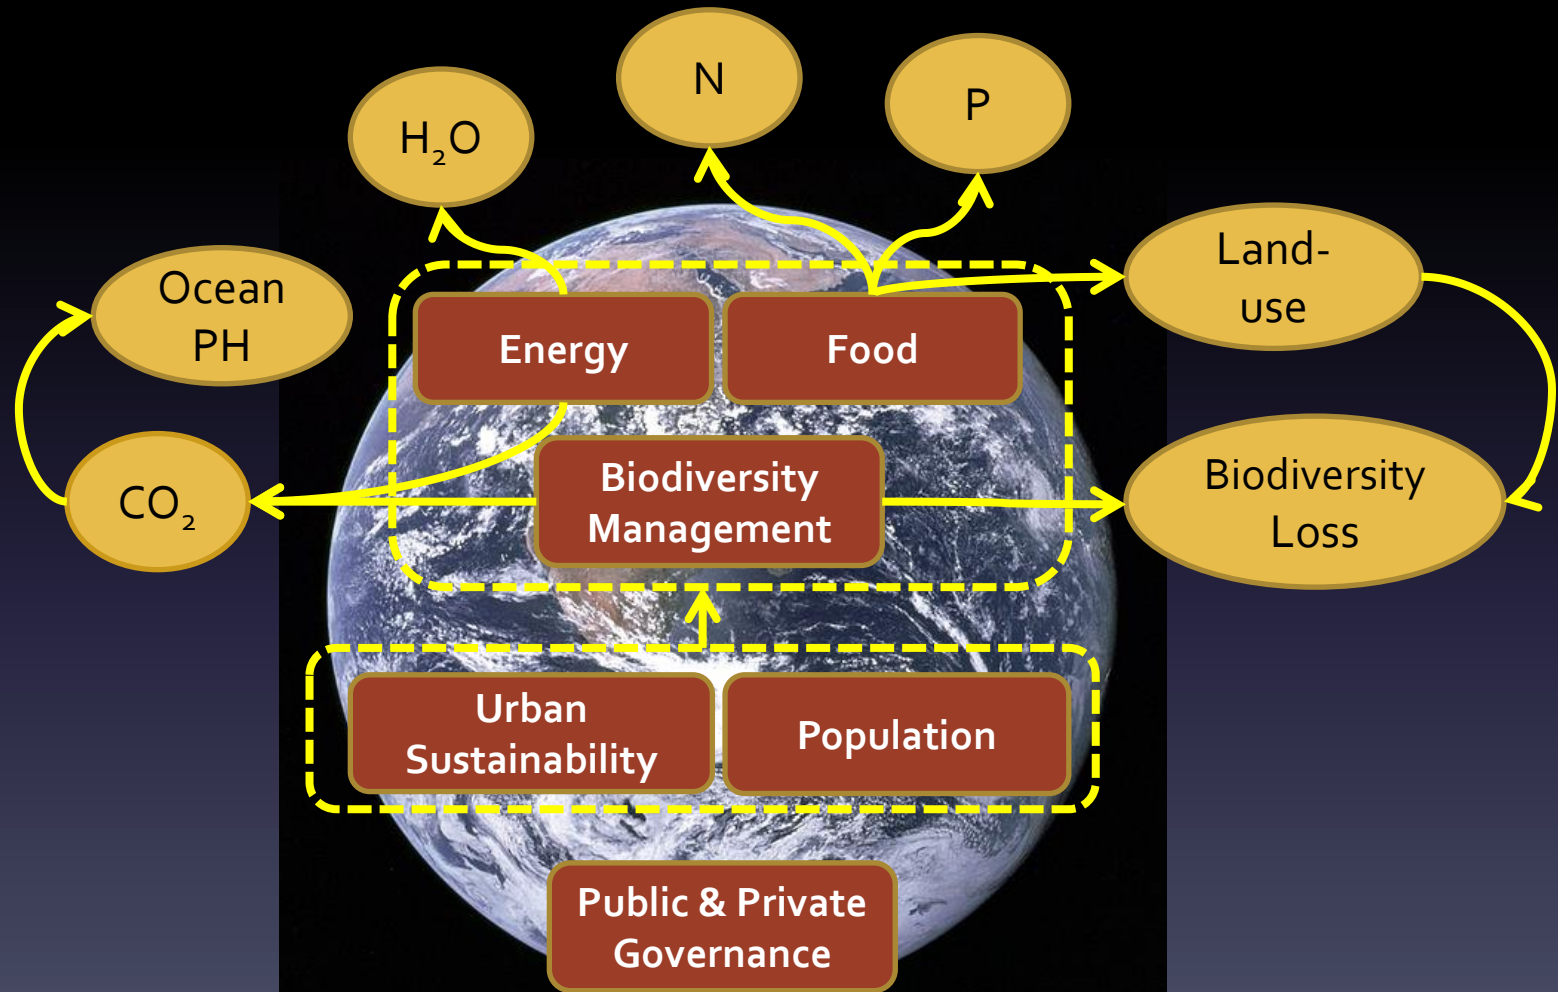 N
P
H₂O
Land-
use
Ocean
PH
Energy
Food
Biodiversity
Management
Biodiversity
Loss
CO₂
Urban
Sustainability
Population
Public & Private
Governance